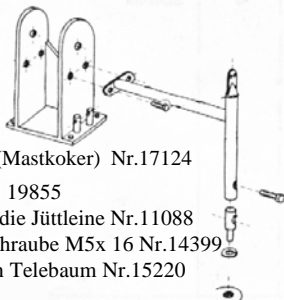 (Mastkoker) Nr.17124
19855
die Jüttleine Nr.11088
hraube M5x 16 Nr.14399
Telebaum Nr.15220